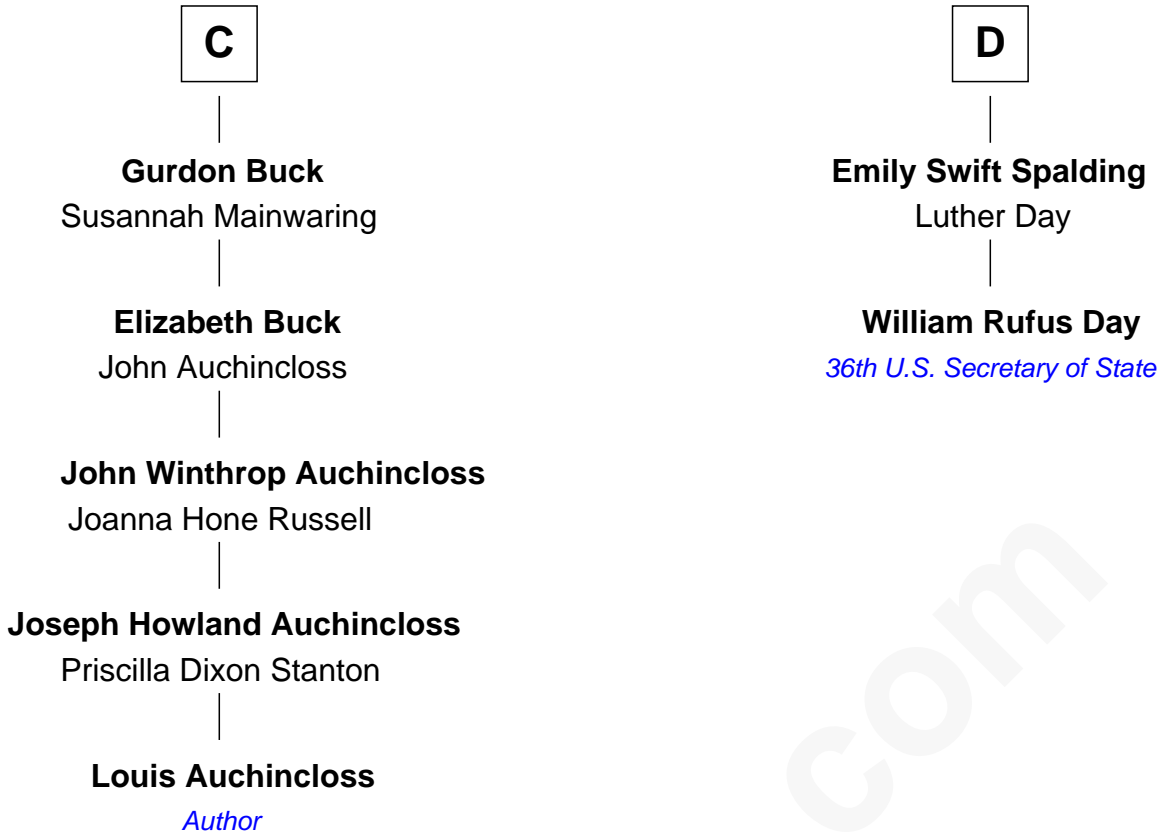 C
Gurdon Buck
Susannah Mainwaring
Elizabeth Buck
John Auchincloss
John Winthrop Auchincloss
Joanna Hone Russell
Joseph Howland Auchincloss
Priscilla Dixon Stanton
Louis Auchincloss
Author
D
Emily Swift Spalding
Luther Day
William Rufus Day
36th U.S. Secretary of State
com